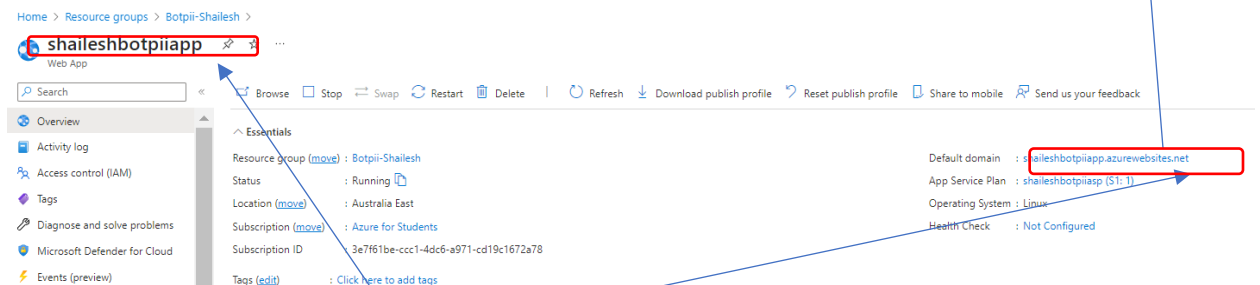 Home > Resource groups > Botpii-Shailesh >
shaileshbotpiiapp ...
Web App
Search «
Browse Stop Swap Restart Delete | Refresh Download publish profile Reset publish profile Share to mobile Send us your feedback
Overview
Activity log
Access control (IAM)
Tags
Diagnose and solve problems
Microsoft Defender for Cloud
Events (preview)
Essentials
Resource group (move) : Botpii-Shailesh
Status : Running
Location (move) : Australia East
Subscription (move) : Azure for Students
Subscription ID : 3e7f61be-ccc1-4dc6-a971-cd19c1672a78
Tags (edit) : Click here to add tags
Default domain : shaileshbotpiiapp.azurewebsites.net
App Service Plan : shaileshbotpiiasp (S1: 1)
Operating System : Linux
Health Check : Not Configured